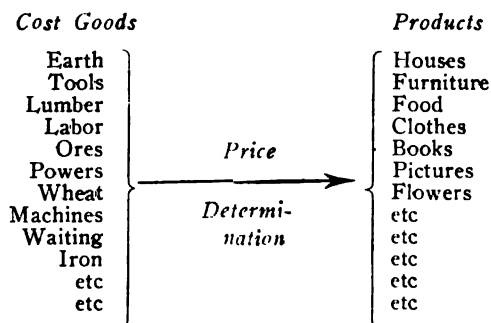 Cost Goods
Products
Earth
Tools
Lumber
Labor
Ores
Powers
Wheat
Machines
Waiting
Iron
etc
etc
Price
Determi-
nation
Houses
Furniture
Food
Clothes
Books
Pictures
Flowers
etc
etc
etc
etc
etc